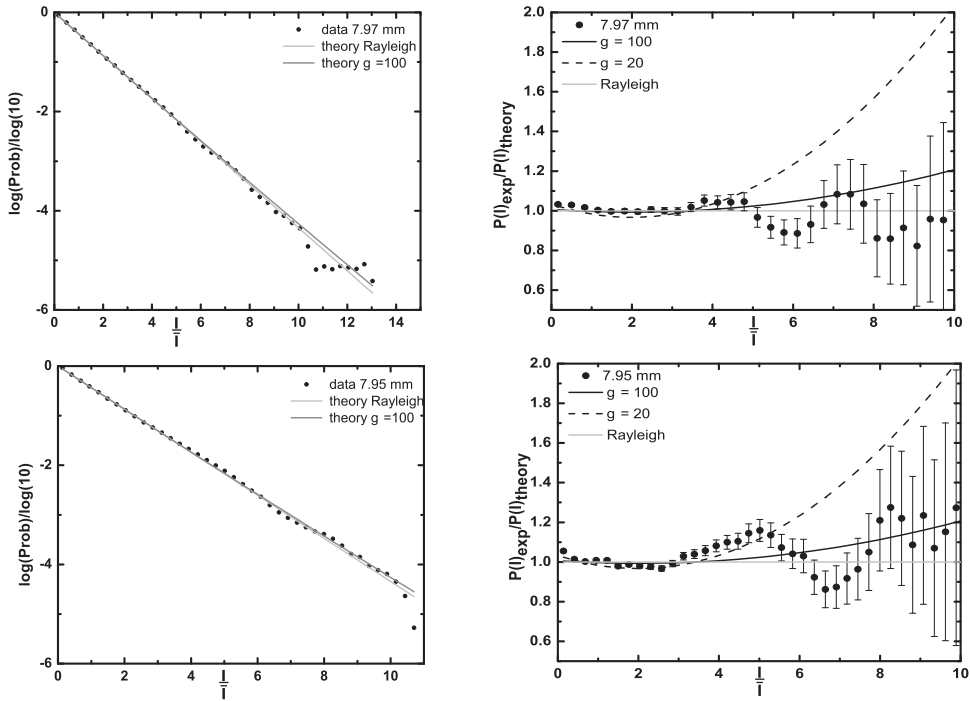 0
-2
-4
-6
log(Prob)/log(10)
data 7.97 mm
theory Rayleigh
theory g =100
0 2 4 6 8 10 12 14
I
I
2.0
1.8
1.6
1.4
1.2
1.0
0.8
0.6
P(I)exp/P(I)theory
7.97 mm
g = 100
g = 20
Rayleigh
0 2 4 6 8 10
I
I
0
-2
-4
-6
log(Prob)/log(10)
data 7.95 mm
theory Rayleigh
theory g =100
0 2 4 6 8 10
I
I
2.0
1.8
1.6
1.4
1.2
1.0
0.8
0.6
P(I)exp/P(I)theory
7.95 mm
g = 100
g = 20
Rayleigh
0 2 4 6 8 10
I
I